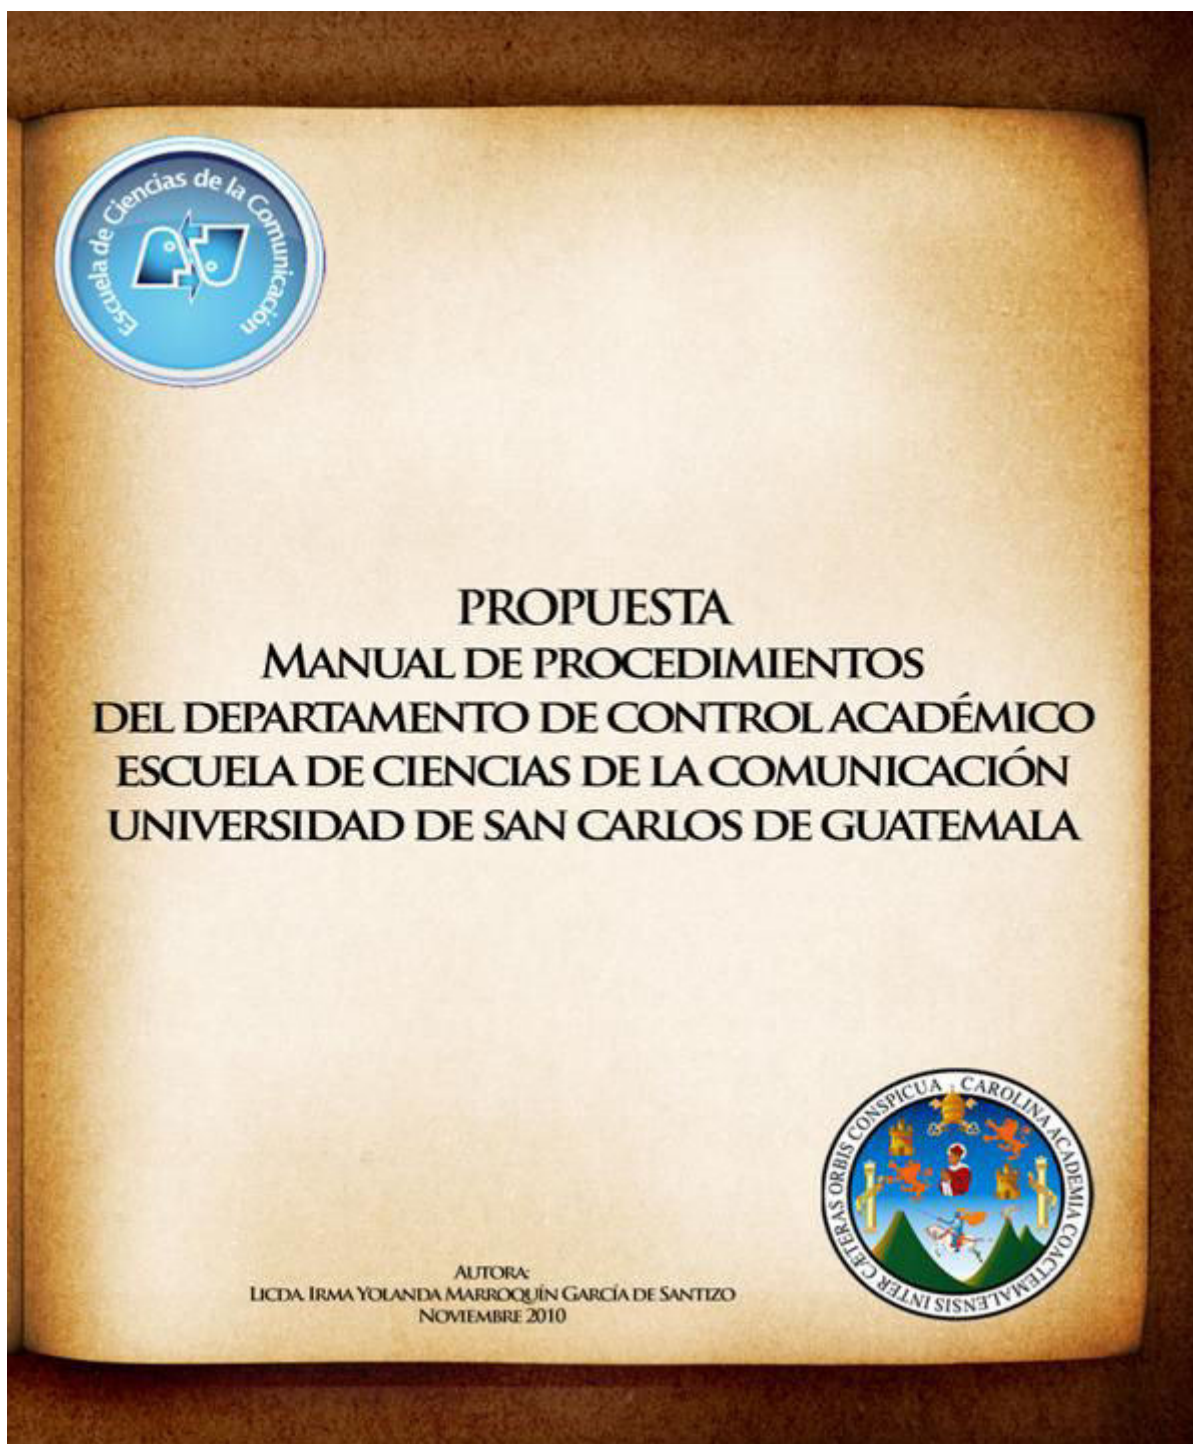 Escuela de Ciencias de la Comunicación
PROPUESTA
MANUAL DE PROCEDIMIENTOS
DEL DEPARTAMENTO DE CONTROL ACADÉMICO
ESCUELA DE CIENCIAS DE LA COMUNICACIÓN
UNIVERSIDAD DE SAN CARLOS DE GUATEMALA
CAROLINA ACADEMIA COACTEMALENSIS INTER CÆTERAS ORBIS CONSPICUA
AUTORA:
LICDA. IRMA YOLANDA MARROQUÍN GARCÍA DE SANTIZO
NOVIEMBRE 2010